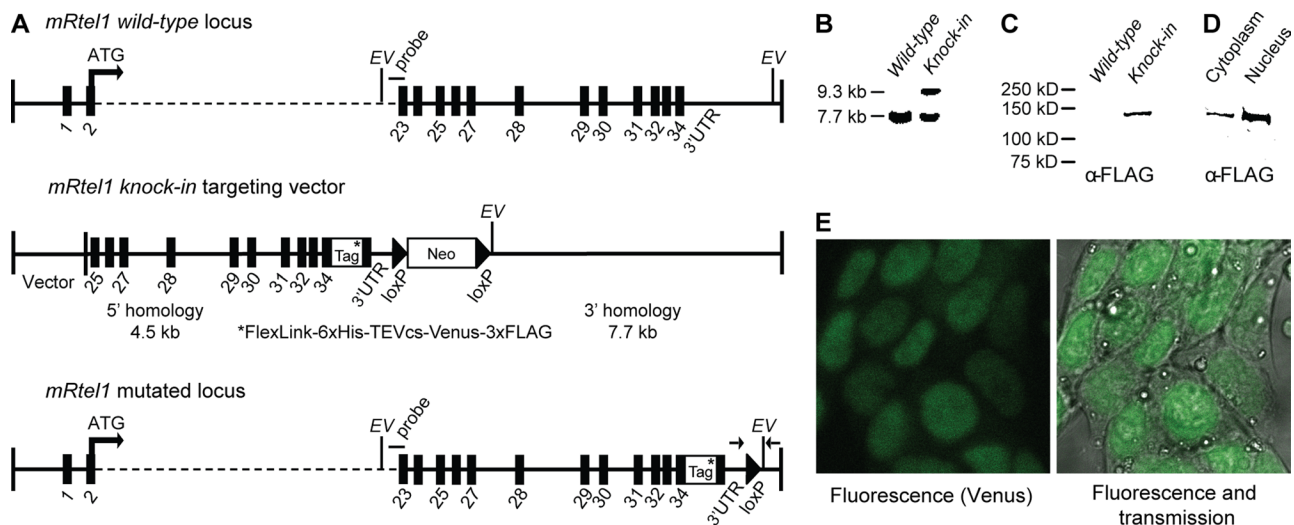 A
mRtel1 wild-type locus
ATG
EV
probe
EV
1
2
23
25
27
28
29
30
31
32
34
3'UTR
mRtel1 knock-in targeting vector
EV
Tag
*
Neo
Vector
25
27
28
29
30
31
32
34
3'UTR
loxP
loxP
5' homology
4.5 kb
*FlexLink-6xHis-TEVcs-Venus-3xFLAG
3' homology
7.7 kb
mRtel1 mutated locus
ATG
EV
probe
EV
Tag
*
1
2
23
25
27
28
29
30
31
32
34
3'UTR
loxP
B
Wild-type
Knock-in
9.3 kb
7.7 kb
C
Wild-type
Knock-in
250 kD
150 kD
100 kD
75 kD
α-FLAG
D
Cytoplasm
Nucleus
α-FLAG
E
Fluorescence (Venus)
Fluorescence and
transmission